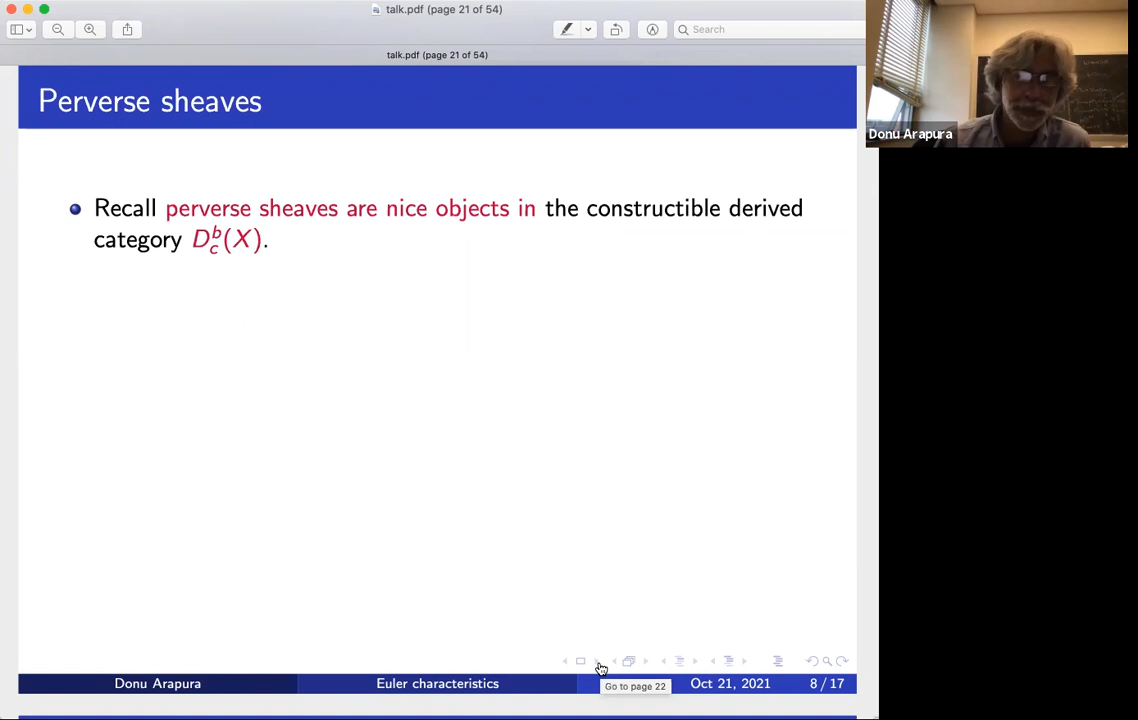 talk.pdf (page 21 of 54)
Search
talk.pdf (page 21 of 54)
Perverse sheaves
Recall perverse sheaves are nice objects in the constructible derived
category D_c^b(X).
Donu Arapura
Go to page 22
Donu Arapura
Euler characteristics
Oct 21, 2021
8 / 17